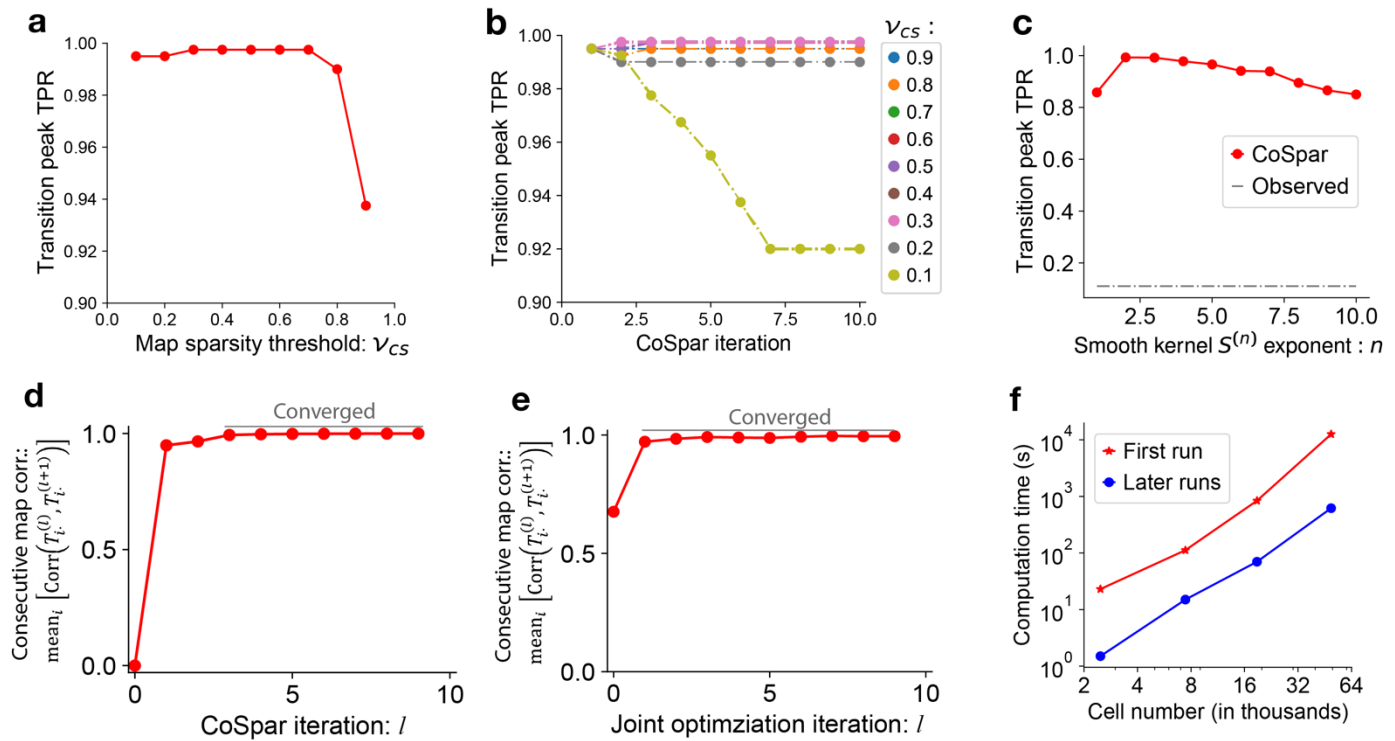 a
Transition peak TPR
1.00
0.98
0.96
0.94
0.92
0.90
0.0 0.2 0.4 0.6 0.8 1.0
Map sparsity threshold: νcs
b
Transition peak TPR
1.00
0.98
0.96
0.94
0.92
0.90
2.5 5.0 7.5 10.0
CoSpar iteration
νcs :
0.9
0.8
0.7
0.6
0.5
0.4
0.3
0.2
0.1
c
Transition peak TPR
1.0
0.8
0.6
0.4
0.2
CoSpar
Observed
2.5 5.0 7.5 10.0
Smooth kernel S^(n) exponent : n
d
Consecutive map corr.:
mean_i [Corr(T_i·^(l), T_i·^(l+1))]
Converged
1.0
0.5
0.0
0 5 10
CoSpar iteration: l
e
Consecutive map corr.:
mean_i [Corr(T_i·^(l), T_i·^(l+1))]
Converged
1.0
0.5
0.0
0 5 10
Joint optimziation iteration: l
f
Computation time (s)
10^4
10^3
10^2
10^1
10^0
First run
Later runs
2 4 8 16 32 64
Cell number (in thousands)